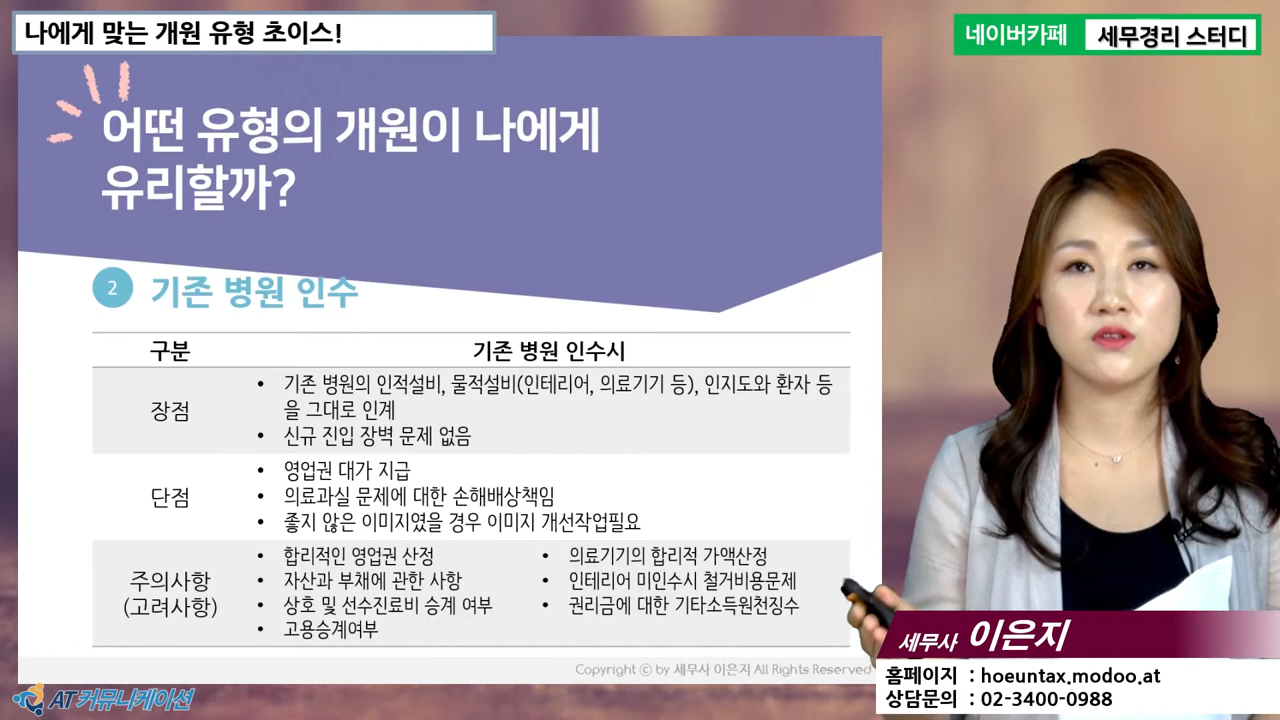 나에게 맞는 개원 유형 초이스!
네이버카페 세무경리 스터디
어떤 유형의 개원이 나에게
유리할까?
2 기존 병원 인수
구분 기존 병원 인수시
장점
• 기존 병원의 인적설비, 물적설비(인테리어, 의료기기 등), 인지도와 환자 등
을 그대로 인계
• 신규 진입 장벽 문제 없음
단점
• 영업권 대가 지급
• 의료과실 문제에 대한 손해배상책임
• 좋지 않은 이미지였을 경우 이미지 개선작업필요
주의사항
(고려사항)
• 합리적인 영업권 산정
• 자산과 부채에 관한 사항
• 상호 및 선수진료비 승계 여부
• 고용승계여부
• 의료기기의 합리적 가액산정
• 인테리어 미인수시 철거비용문제
• 권리금에 대한 기타소득원천징수
Copyright ⓒ by 세무사 이은지 All Rights Reserved
세무사 이은지
홈페이지 : hoeuntax.modoo.at
상담문의 : 02-3400-0988
AT커뮤니케이션